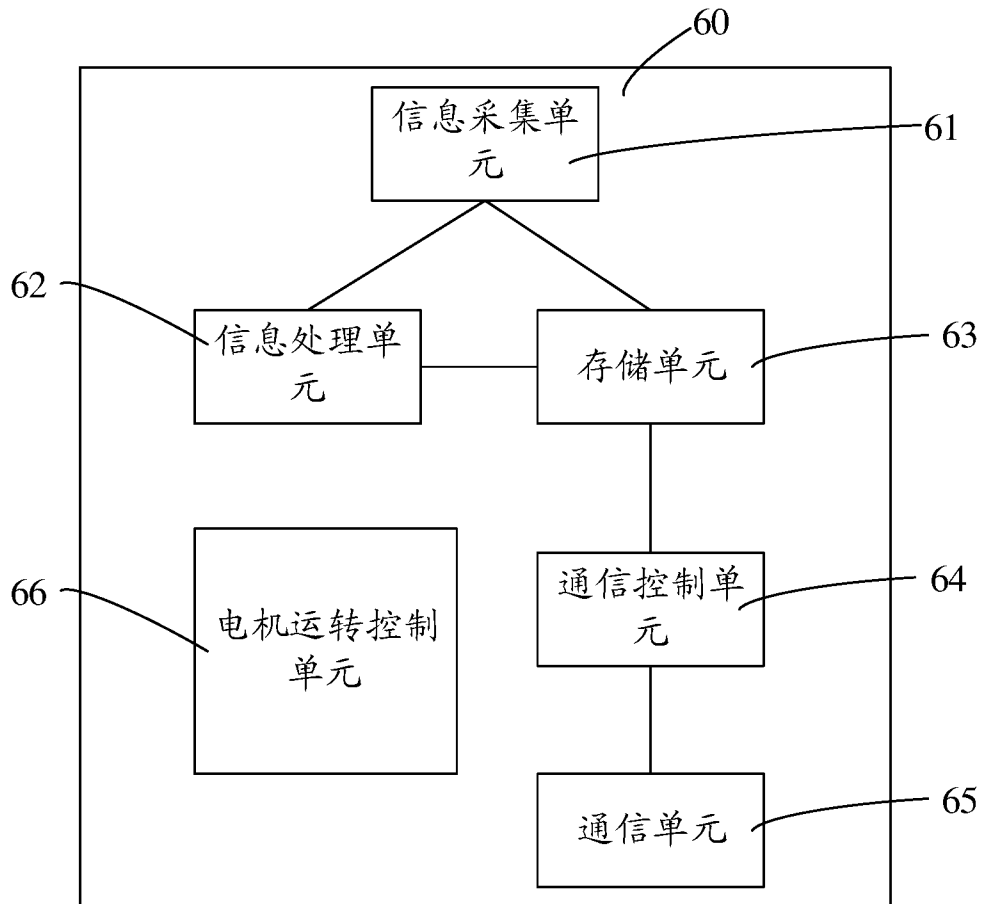 60
信息采集单
元
61
62
信息处理单
元
存储单元
63
66
电机运转控制
单元
通信控制单
元
64
通信单元
65